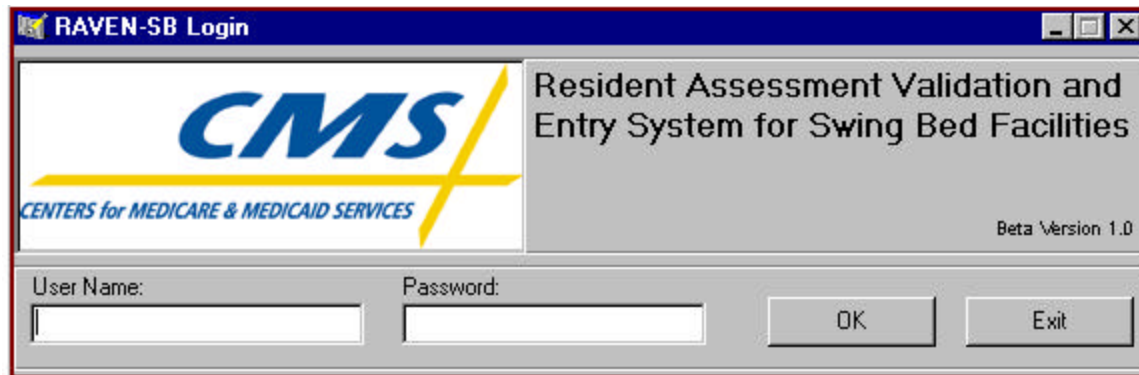 RAVEN-SB Login
CMS
CENTERS for MEDICARE & MEDICAID SERVICES
Resident Assessment Validation and
Entry System for Swing Bed Facilities
Beta Version 1.0
User Name:
Password:
OK
Exit